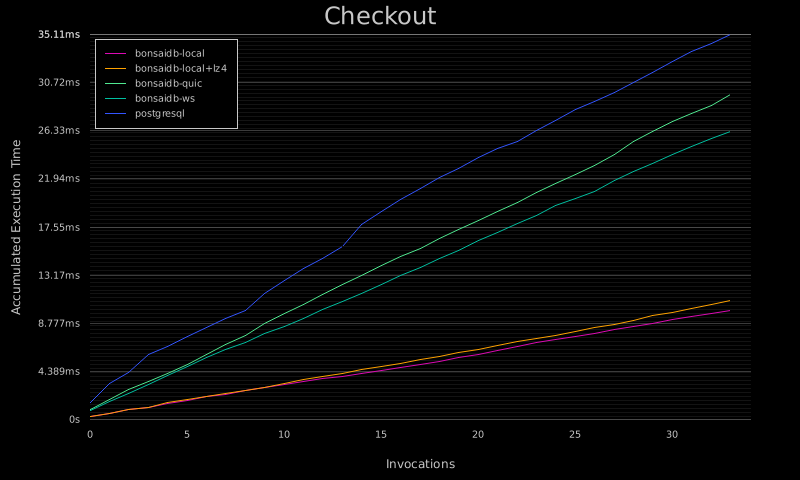 Checkout
35.11ms
30.72ms
26.33ms
21.94ms
17.55ms
13.17ms
8.777ms
4.389ms
0s
bonsaidb-local
bonsaidb-local+lz4
bonsaidb-quic
bonsaidb-ws
postgresql
Accumulated Execution Time
0 5 10 15 20 25 30
Invocations